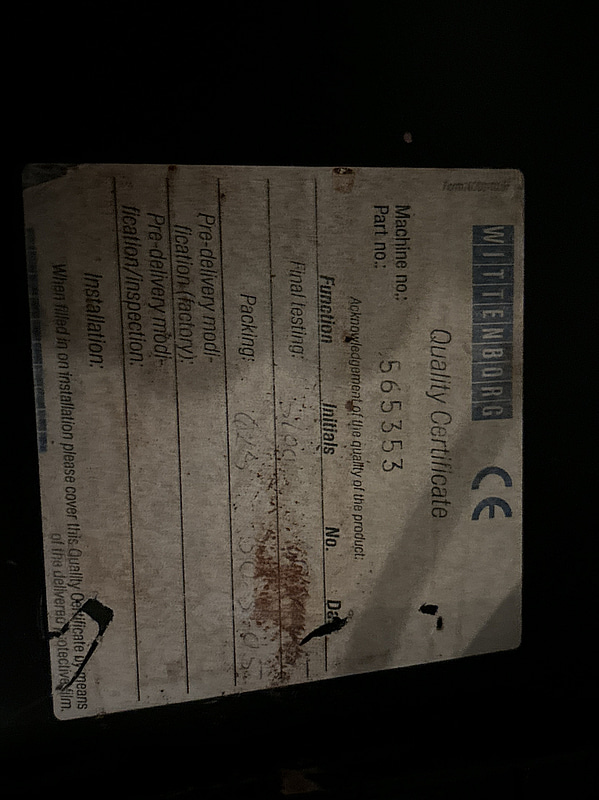 WITTENBORG CE
Quality Certificate
Machine no.:
Part no.: 565353
Acknowledgement of the quality of the product:
Function Initials No.
Final testing:
Packing:
Pre-delivery modi-
fication (factory):
Pre-delivery modi-
fication/inspection:
Installation:
When filled in on installation please cover this Quality Certificate by means
of the delivered protective film.